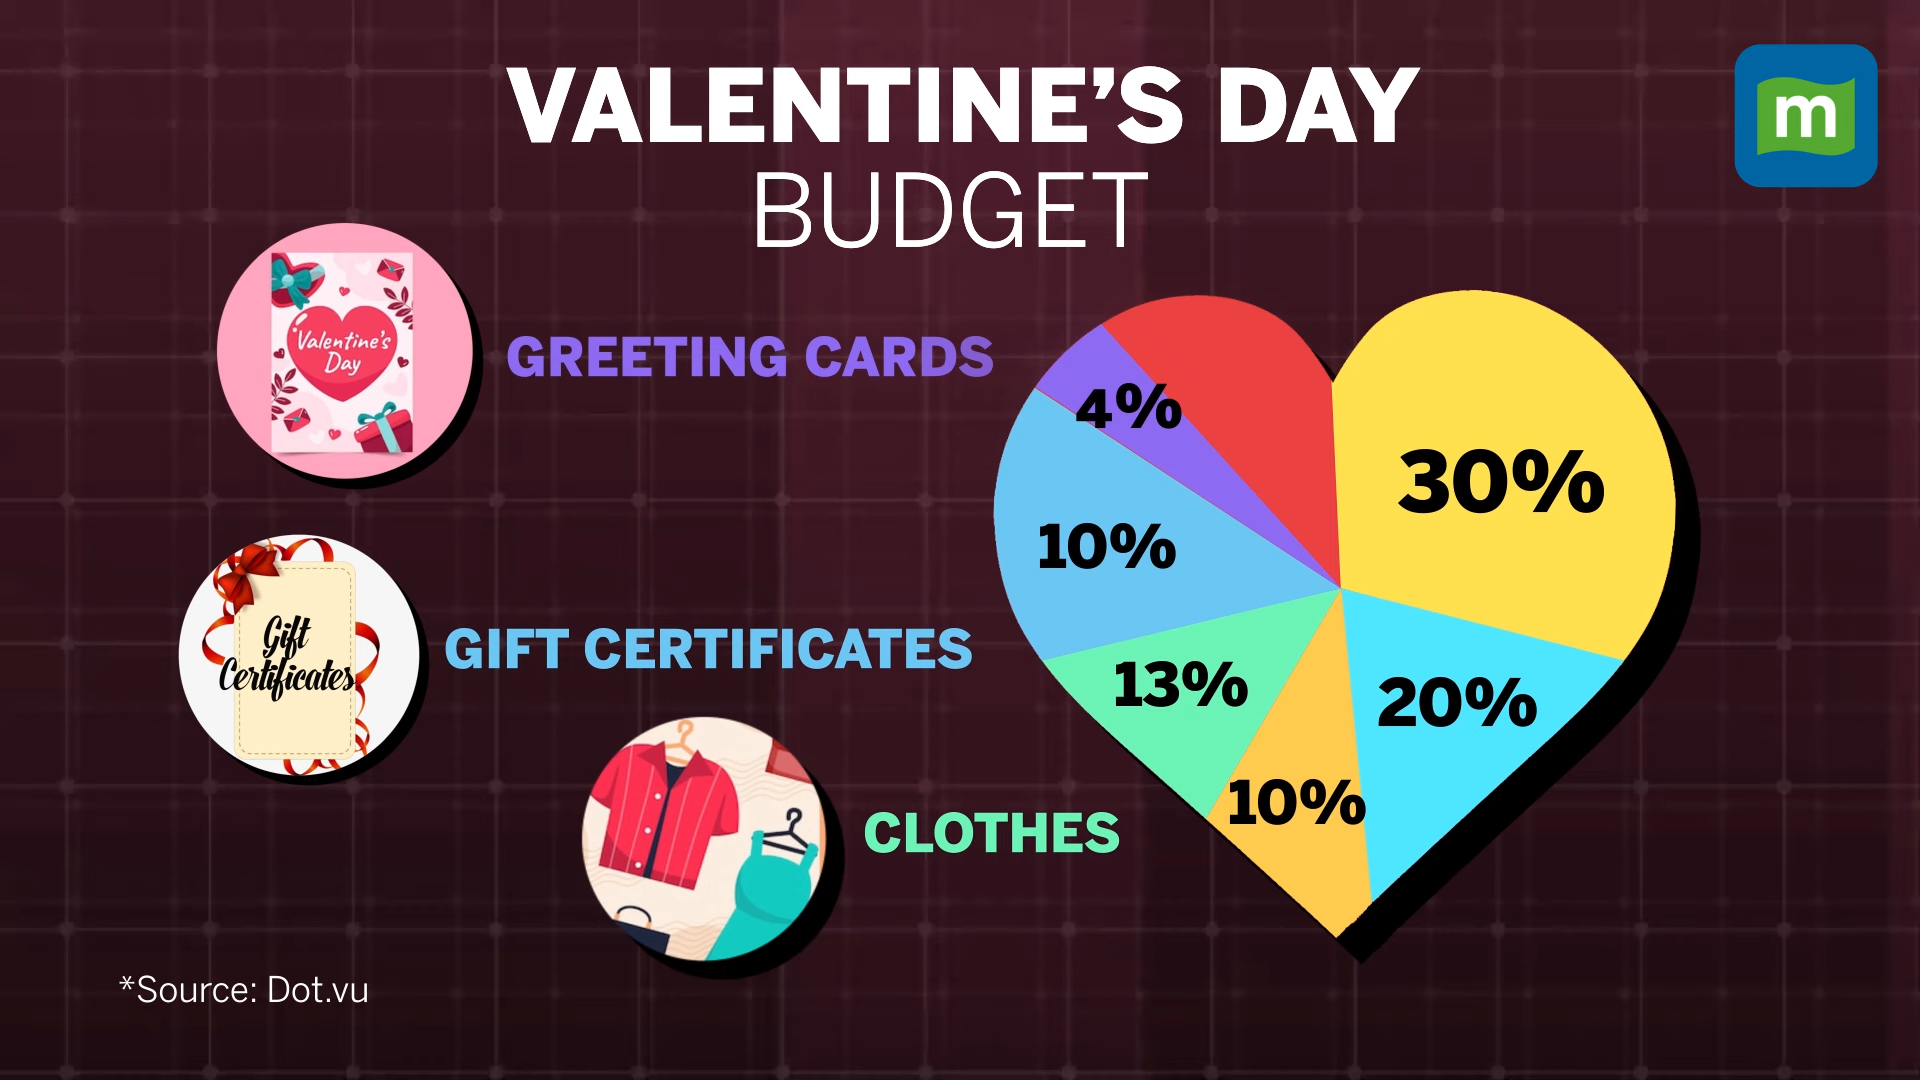 VALENTINE’S DAY
BUDGET
m
Valentine's
Day
GREETING CARDS
Gift
Certificates
GIFT CERTIFICATES
CLOTHES
4%
30%
10%
13%
20%
10%
*Source: Dot.vu